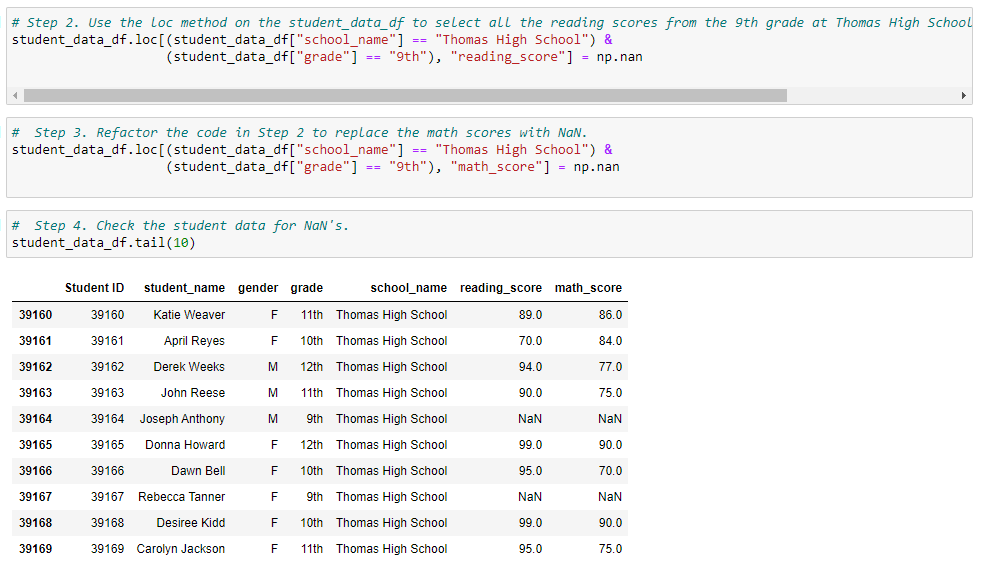 # Step 2. Use the loc method on the student_data_df to select all the reading scores from the 9th grade at Thomas High School
student_data_df.loc[(student_data_df["school_name"] == "Thomas High School") &
                    (student_data_df["grade"] == "9th"), "reading_score"] = np.nan
#  Step 3. Refactor the code in Step 2 to replace the math scores with NaN.
student_data_df.loc[(student_data_df["school_name"] == "Thomas High School") &
                    (student_data_df["grade"] == "9th"), "math_score"] = np.nan
#  Step 4. Check the student data for NaN's.
student_data_df.tail(10)
Student ID student_name gender grade school_name reading_score math_score
39160 39160 Katie Weaver F 11th Thomas High School 89.0 86.0
39161 39161 April Reyes F 10th Thomas High School 70.0 84.0
39162 39162 Derek Weeks M 12th Thomas High School 94.0 77.0
39163 39163 John Reese M 11th Thomas High School 90.0 75.0
39164 39164 Joseph Anthony M 9th Thomas High School NaN NaN
39165 39165 Donna Howard F 12th Thomas High School 99.0 90.0
39166 39166 Dawn Bell F 10th Thomas High School 95.0 70.0
39167 39167 Rebecca Tanner F 9th Thomas High School NaN NaN
39168 39168 Desiree Kidd F 10th Thomas High School 99.0 90.0
39169 39169 Carolyn Jackson F 11th Thomas High School 95.0 75.0